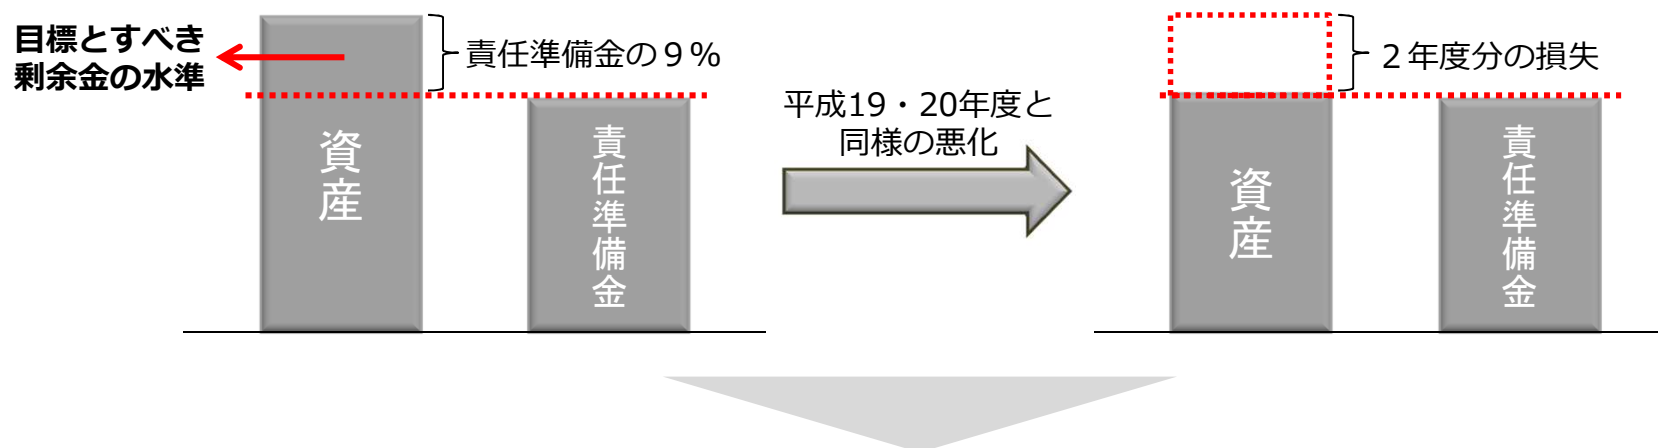 目標とすべき
剰余金の水準
責任準備金の９％
資産
責任準備金
平成19・20年度と
同様の悪化
２年度分の損失
資産
責任準備金